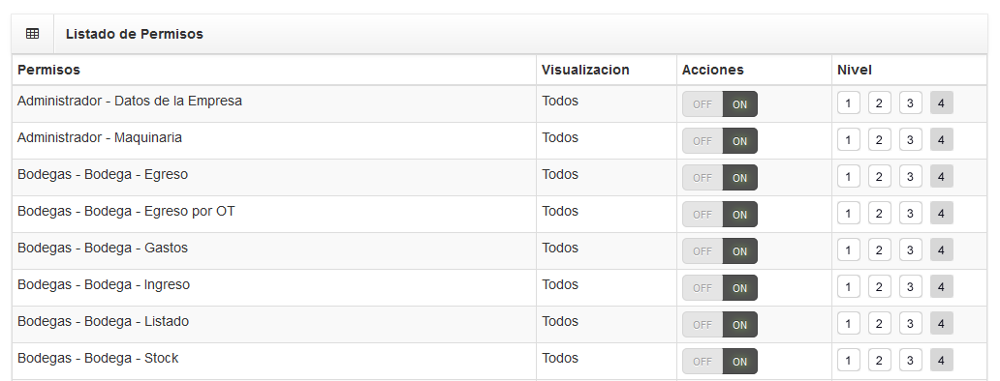 Listado de Permisos
Permisos Visualizacion Acciones Nivel
Administrador - Datos de la Empresa Todos OFF ON 1 2 3 4
Administrador - Maquinaria Todos OFF ON 1 2 3 4
Bodegas - Bodega - Egreso Todos OFF ON 1 2 3 4
Bodegas - Bodega - Egreso por OT Todos OFF ON 1 2 3 4
Bodegas - Bodega - Gastos Todos OFF ON 1 2 3 4
Bodegas - Bodega - Ingreso Todos OFF ON 1 2 3 4
Bodegas - Bodega - Listado Todos OFF ON 1 2 3 4
Bodegas - Bodega - Stock Todos OFF ON 1 2 3 4